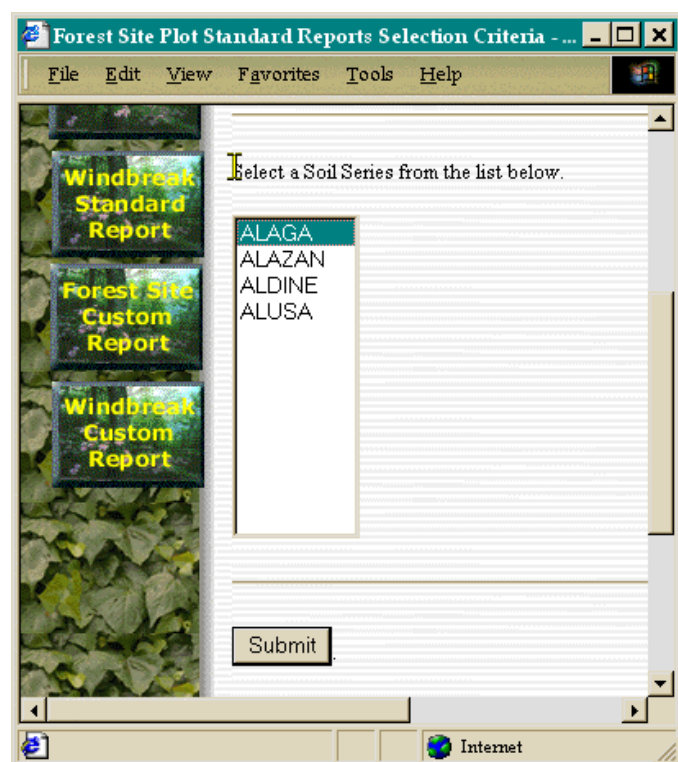 Forest Site Plot Standard Reports Selection Criteria - ...
File Edit View Favorites Tools Help
Windbreak
Standard
Report
Forest Site
Custom
Report
Windbreak
Custom
Report
Select a Soil Series from the list below.
ALAGA
ALAZAN
ALDINE
ALUSA
Submit.
Internet